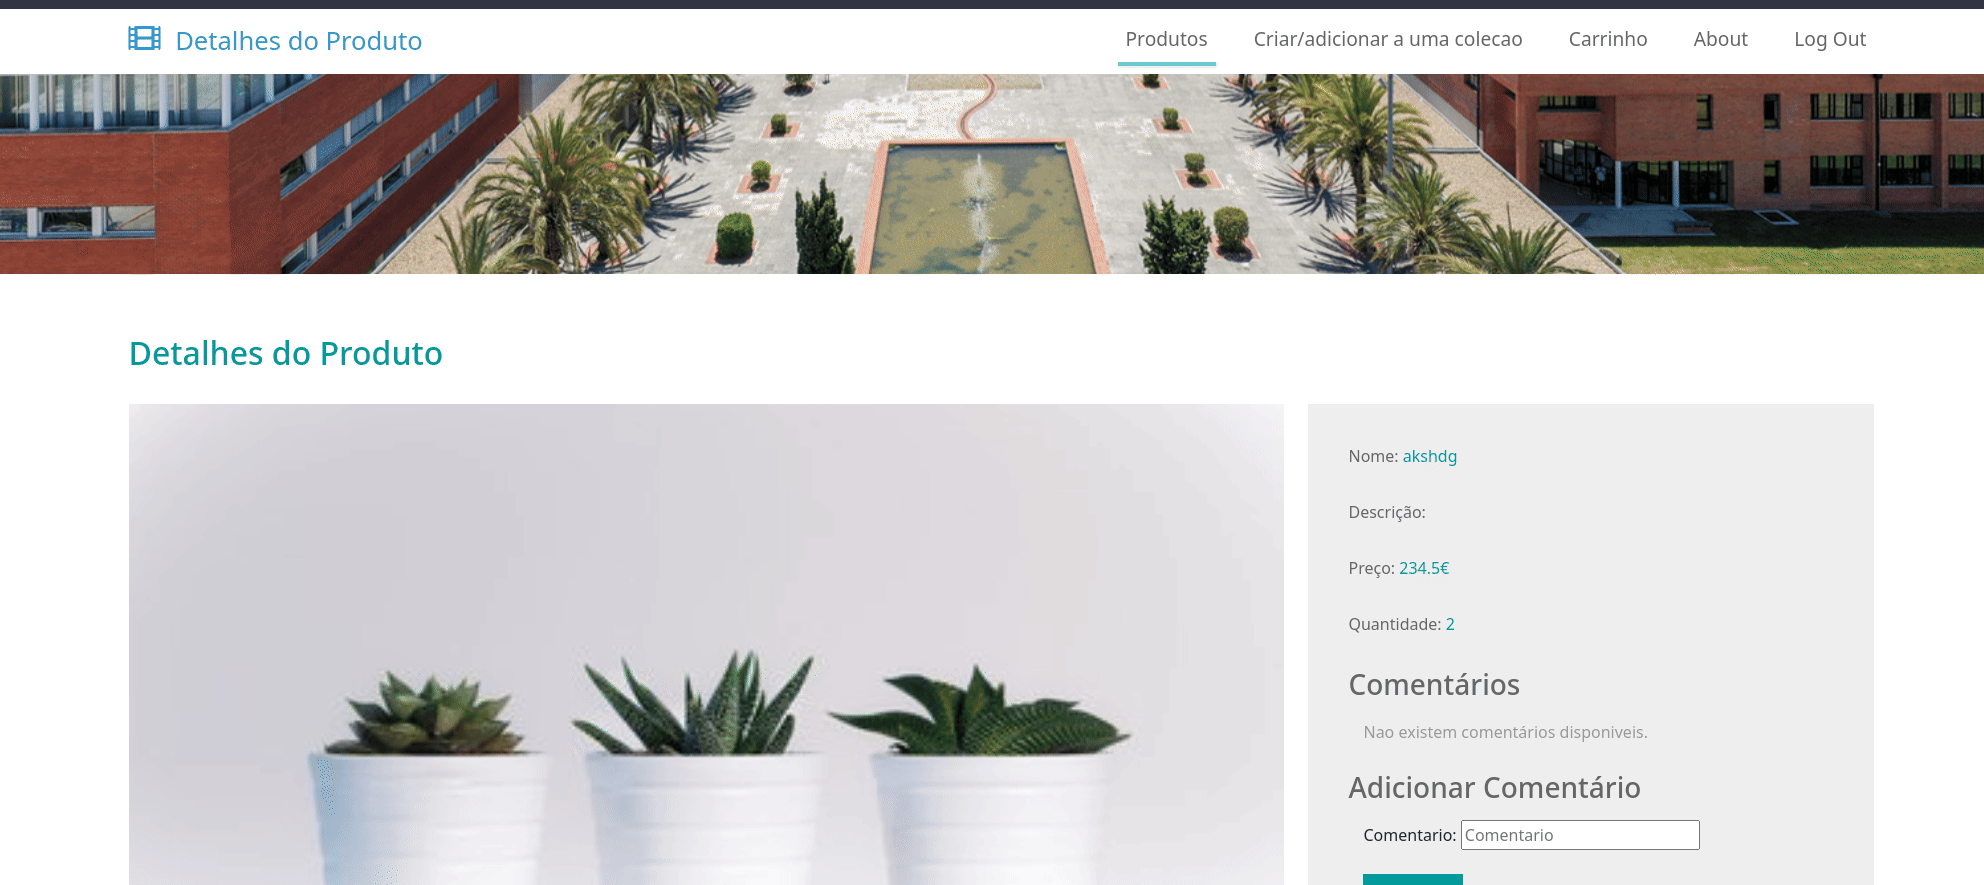 Detalhes do Produto
Produtos
Criar/adicionar a uma colecao
Carrinho
About
Log Out
Detalhes do Produto
Nome: akshdg
Descrição:
Preço: 234.5€
Quantidade: 2
Comentários
Nao existem comentários disponiveis.
Adicionar Comentário
Comentario: Comentario